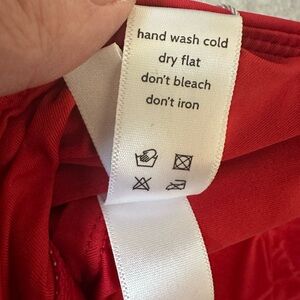 hand wash cold
dry flat
don't bleach
don't iron